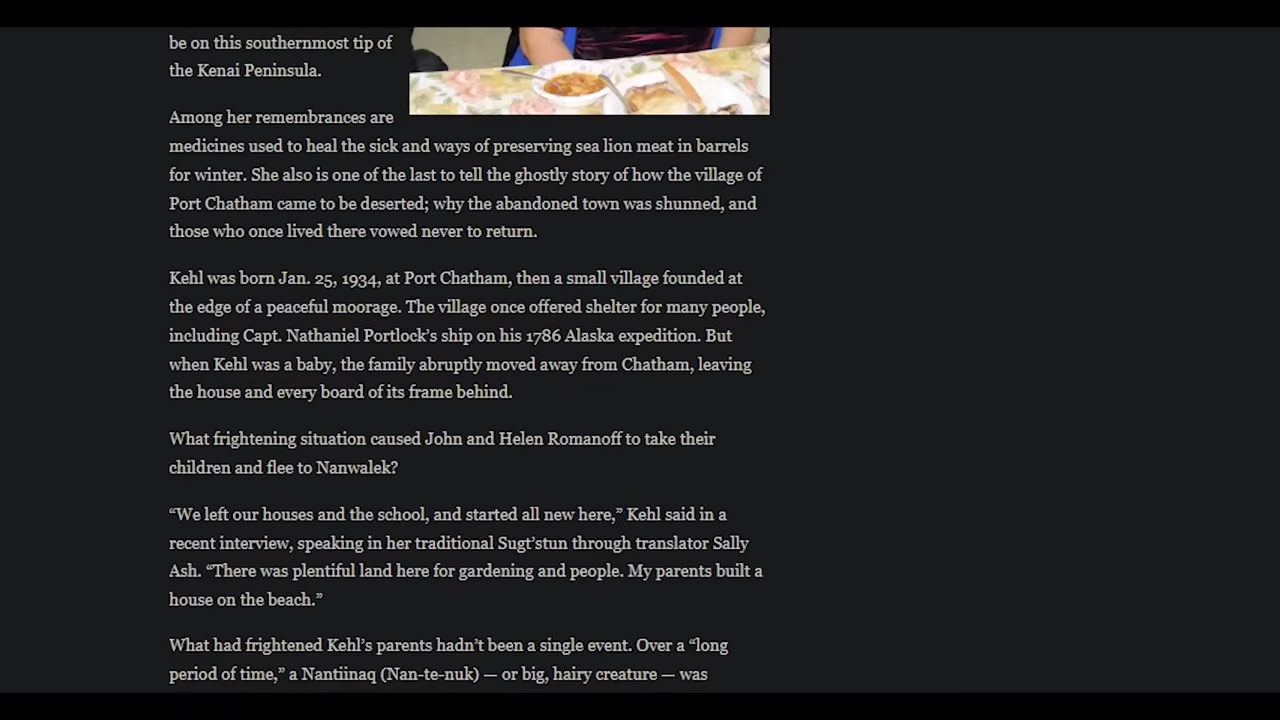 be on this southernmost tip of
the Kenai Peninsula.
Among her remembrances are
medicines used to heal the sick and ways of preserving sea lion meat in barrels
for winter. She also is one of the last to tell the ghostly story of how the village of
Port Chatham came to be deserted; why the abandoned town was shunned, and
those who once lived there vowed never to return.
Kehl was born Jan. 25, 1934, at Port Chatham, then a small village founded at
the edge of a peaceful moorage. The village once offered shelter for many people,
including Capt. Nathaniel Portlock’s ship on his 1786 Alaska expedition. But
when Kehl was a baby, the family abruptly moved away from Chatham, leaving
the house and every board of its frame behind.
What frightening situation caused John and Helen Romanoff to take their
children and flee to Nanwalek?
“We left our houses and the school, and started all new here,” Kehl said in a
recent interview, speaking in her traditional Sugt’stun through translator Sally
Ash. “There was plentiful land here for gardening and people. My parents built a
house on the beach.”
What had frightened Kehl’s parents hadn’t been a single event. Over a “long
period of time,” a Nantiinaq (Nan-te-nuk) — or big, hairy creature — was